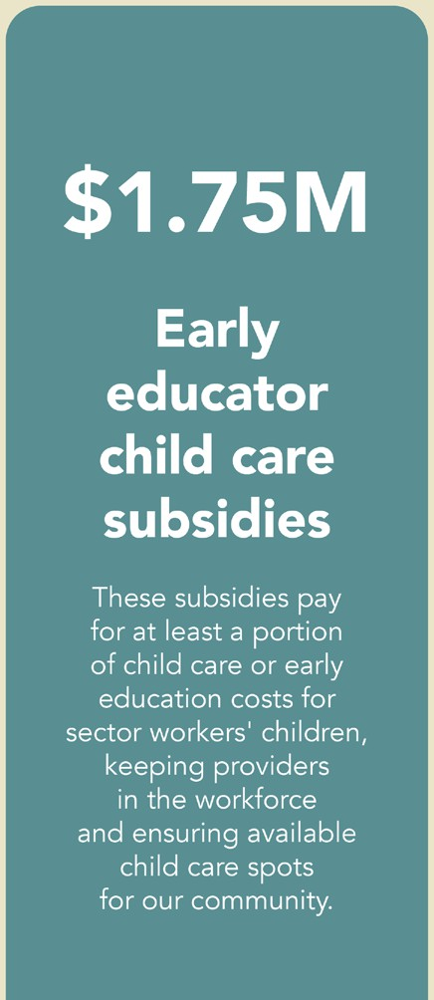 $1.75M
Early
educator
child care
subsidies
These subsidies pay
for at least a portion
of child care or early
education costs for
sector workers' children,
keeping providers
in the workforce
and ensuring available
child care spots
for our community.